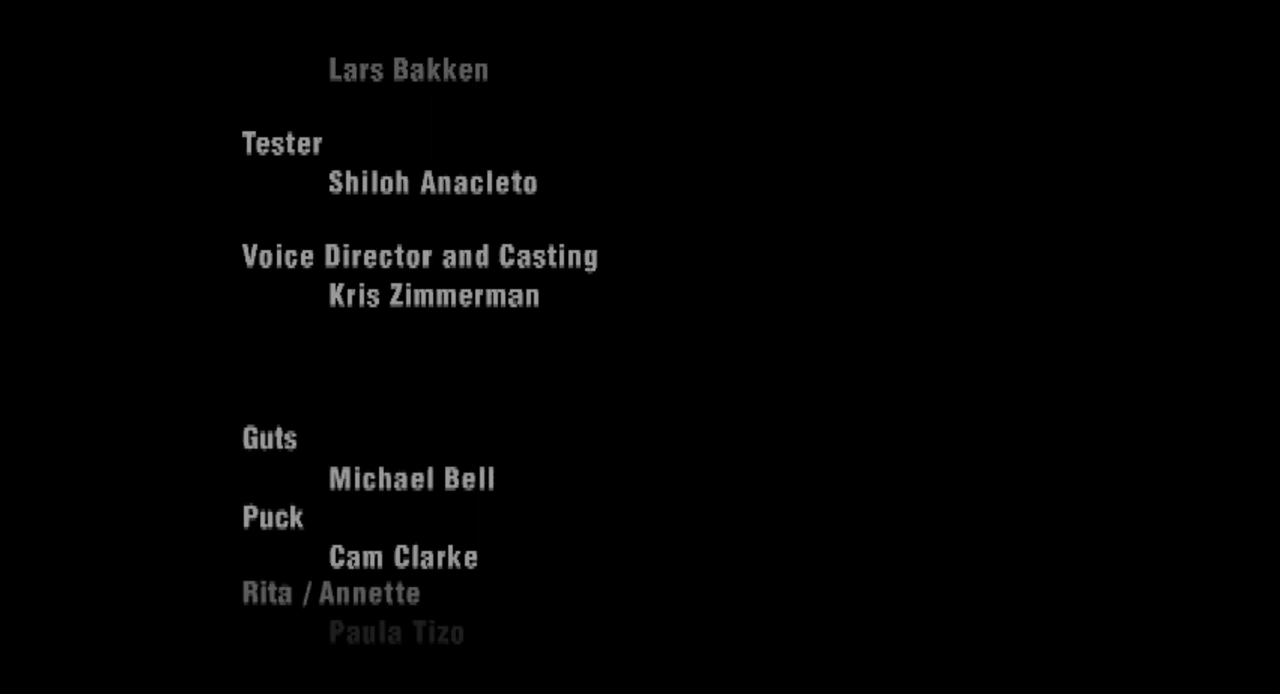 Lars Bakken
Tester
Shiloh Anacleto
Voice Director and Casting
Kris Zimmerman
Guts
Michael Bell
Puck
Cam Clarke
Rita / Annette
Paula Tizo